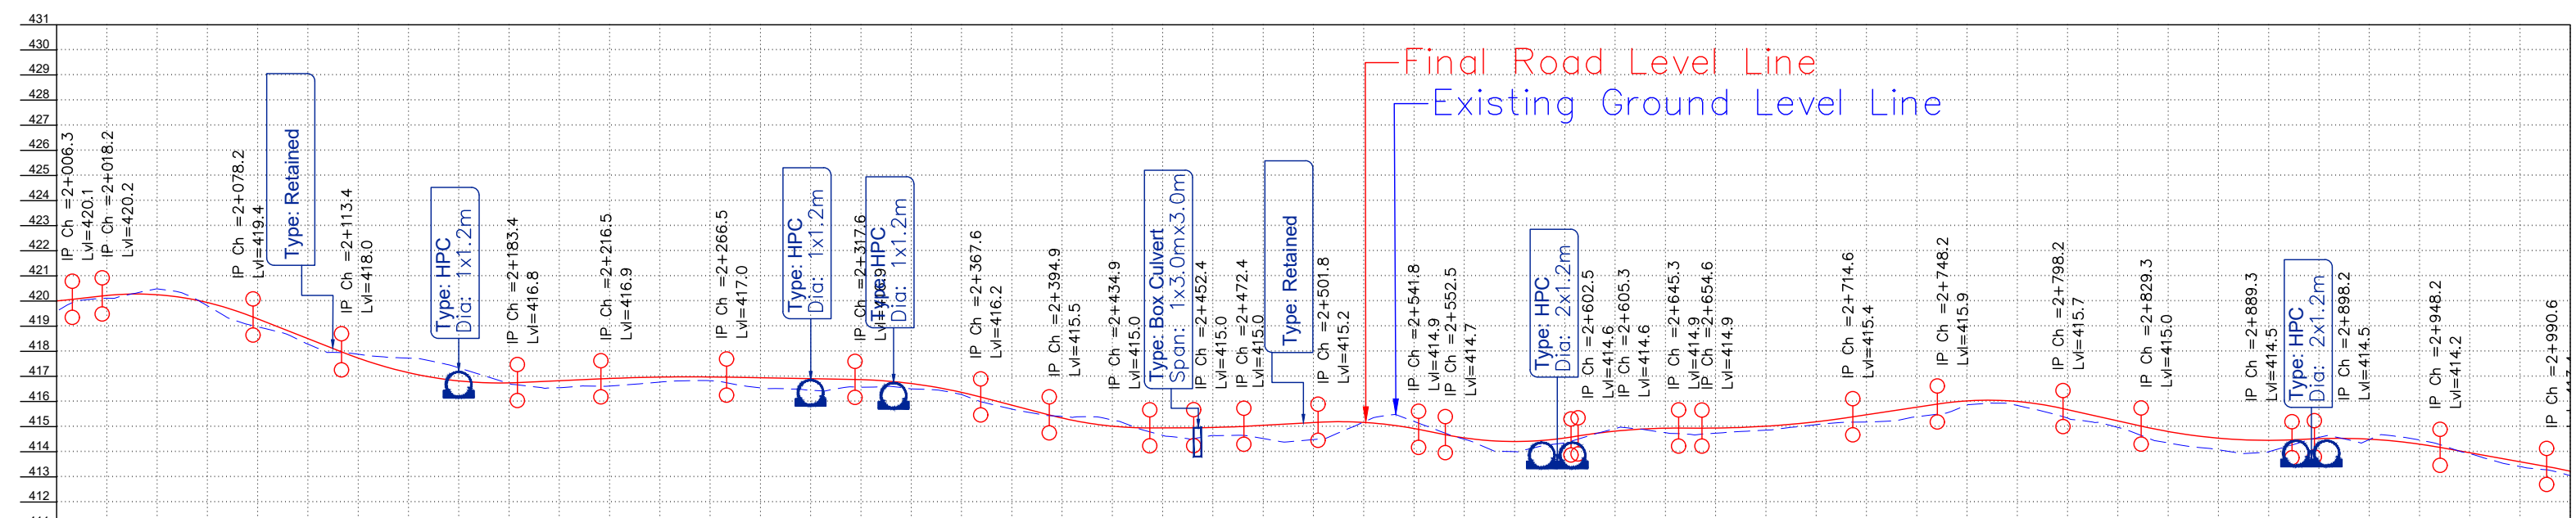 431
430
429
428
427
426
425
424
423
422
421
420
419
418
417
416
415
414
413
412
Final Road Level Line
Existing Ground Level Line
IP Ch =2+006.3
Lvl=420.1
IP Ch =2+018.2
Lvl=420.2
IP Ch =2+078.2
Lvl=419.4
Type: Retained
IP Ch =2+113.4
Lvl=418.0
Type: HPC
Dia: 1x1.2m
IP Ch =2+183.4
Lvl=416.8
IP Ch =2+216.5
Lvl=416.9
IP Ch =2+266.5
Lvl=417.0
Type: HPC
Dia: 1x1.2m
IP Ch =2+317.6
Type: HPC
Dia: 1x1.2m
IP Ch =2+367.6
Lvl=416.2
IP Ch =2+394.9
Lvl=415.5
IP Ch =2+434.9
Lvl=415.0
Type: Box Culvert
Span: 1x3.0mx3.0m
IP Ch =2+452.4
Lvl=415.0
IP Ch =2+472.4
Lvl=415.0
Type: Retained
IP Ch =2+501.8
Lvl=415.2
IP Ch =2+541.8
Lvl=414.9
IP Ch =2+552.5
Lvl=414.7
Type: HPC
Dia: 2x1.2m
IP Ch =2+602.5
Lvl=414.6
IP Ch =2+605.3
Lvl=414.6
IP Ch =2+645.3
Lvl=414.9
IP Ch =2+654.6
Lvl=414.9
IP Ch =2+714.6
Lvl=415.4
IP Ch =2+748.2
Lvl=415.9
IP Ch =2+798.2
Lvl=415.7
IP Ch =2+829.3
Lvl=415.0
IP Ch =2+889.3
Lvl=414.5
Type: HPC
Dia: 2x1.2m
IP Ch =2+898.2
Lvl=414.5
IP Ch =2+948.2
Lvl=414.2
IP Ch =2+990.6